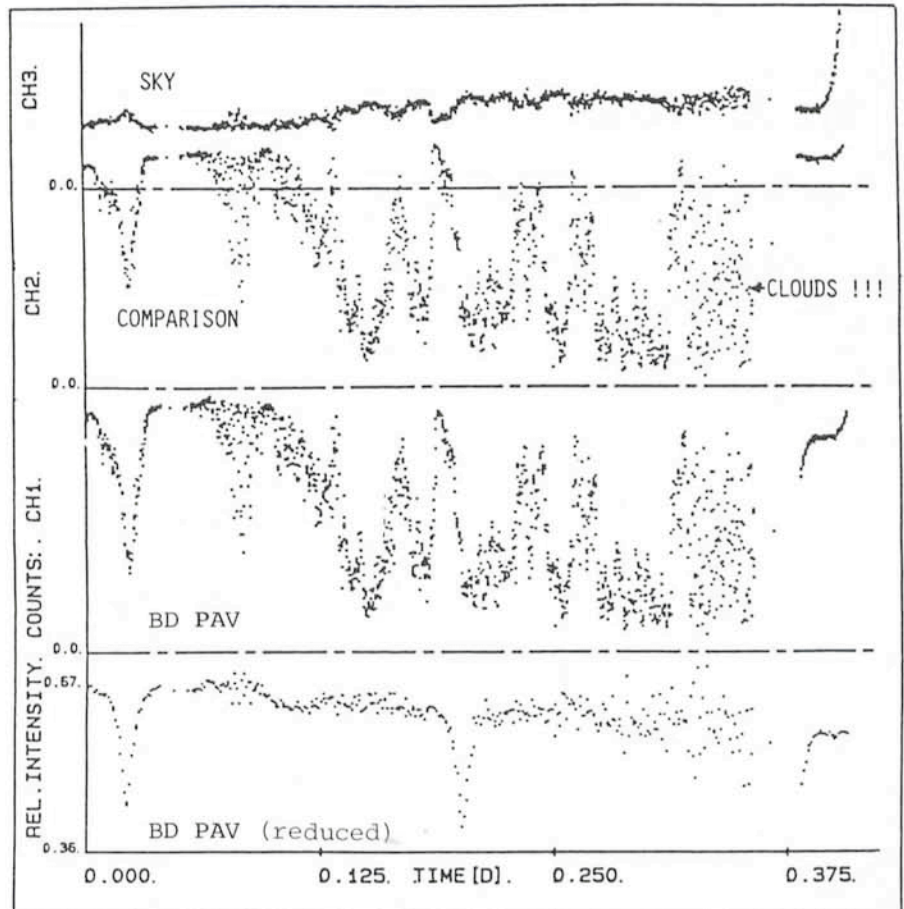 CH3.
SKY
0.0.
CH2.
COMPARISON
CLOUDS !!!
0.0.
COUNTS:. CH1.
BD PAV
0.0.
REL.INTENSITY.
0.57.
BD PAV (reduced)
0.36.
0.000.
0.125.
TIME[D].
0.250.
0.375.